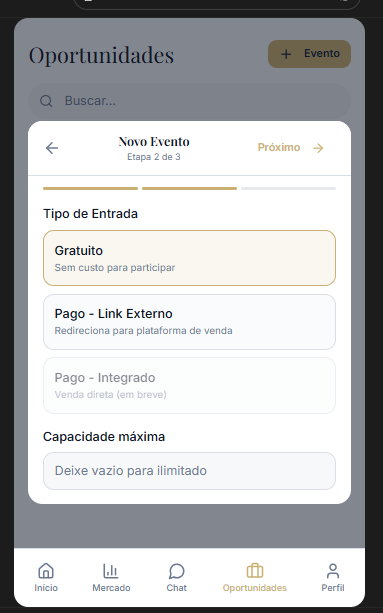 Oportunidades
+ Evento
Buscar...
Novo Evento
Etapa 2 de 3
Próximo
Tipo de Entrada
Gratuito
Sem custo para participar
Pago - Link Externo
Redireciona para plataforma de venda
Pago - Integrado
Venda direta (em breve)
Capacidade máxima
Deixe vazio para ilimitado
Início
Mercado
Chat
Oportunidades
Perfil